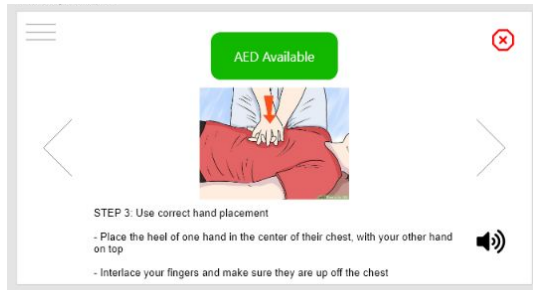 AED Available
STEP 3: Use correct hand placement
- Place the heel of one hand in the center of their chest, with your other hand
on top
- Interlace your fingers and make sure they are up off the chest